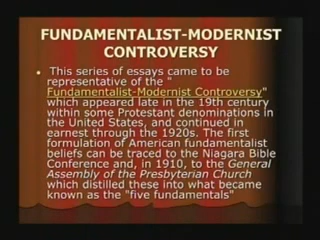 FUNDAMENTALIST-MODERNIST
CONTROVERSY
This series of essays came to be
representative of the "
Fundamentalist-Modernist Controversy"
which appeared late in the 19th century
within some Protestant denominations in
the United States, and continued in
earnest through the 1920s. The first
formulation of American fundamentalist
beliefs can be traced to the Niagara Bible
Conference and, in 1910, to the General
Assembly of the Presbyterian Church
which distilled these into what became
known as the "five fundamentals"